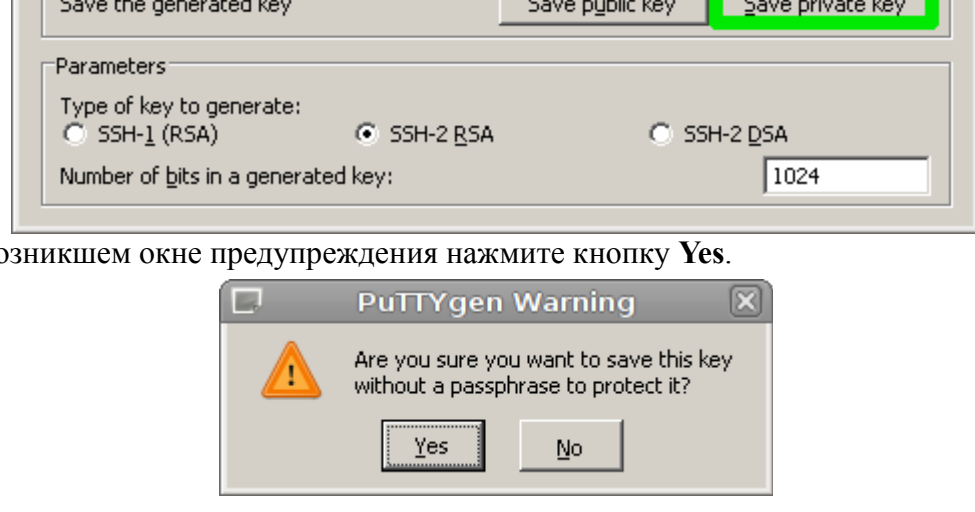 Save the generated key Save public key Save private key
Parameters
Type of key to generate:
SSH-1 (RSA) SSH-2 RSA SSH-2 DSA
Number of bits in a generated key: 1024
озникшем окне предупреждения нажмите кнопку Yes.
PuTTYgen Warning
Are you sure you want to save this key
without a passphrase to protect it?
Yes No